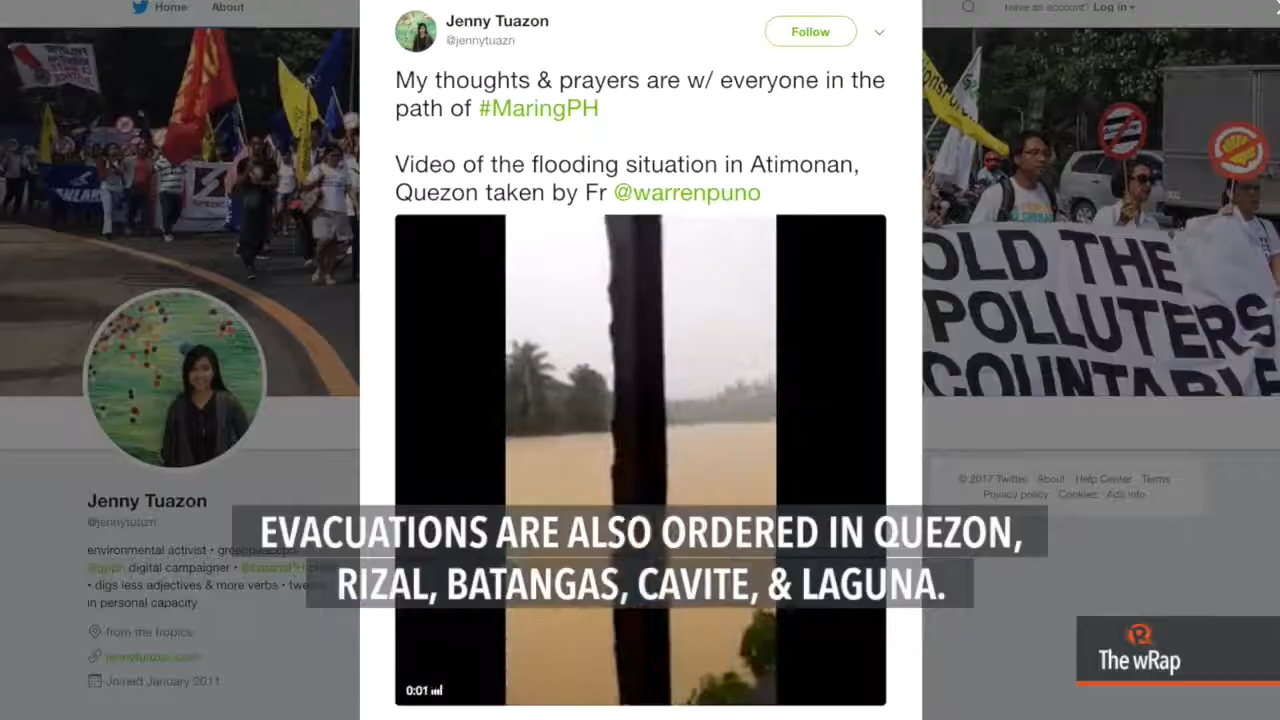 Home About
Have an account? Log in
Jenny Tuazon
@jennytuazn
Follow
My thoughts & prayers are w/ everyone in the
path of #MaringPH
Video of the flooding situation in Atimonan,
Quezon taken by Fr @warrenpuno
0:01
OLD THE
POLLUTERS
COUNTABLE
Jenny Tuazon
@jennytuazn
environmental activist •
digital campaigner •
• digs less adjectives & more verbs •
in personal capacity
from the tropics
Joined January 2011
© 2017 Twitter About Help Center Terms
Privacy policy Cookies Ads info
EVACUATIONS ARE ALSO ORDERED IN QUEZON,
RIZAL, BATANGAS, CAVITE, & LAGUNA.
The wRap